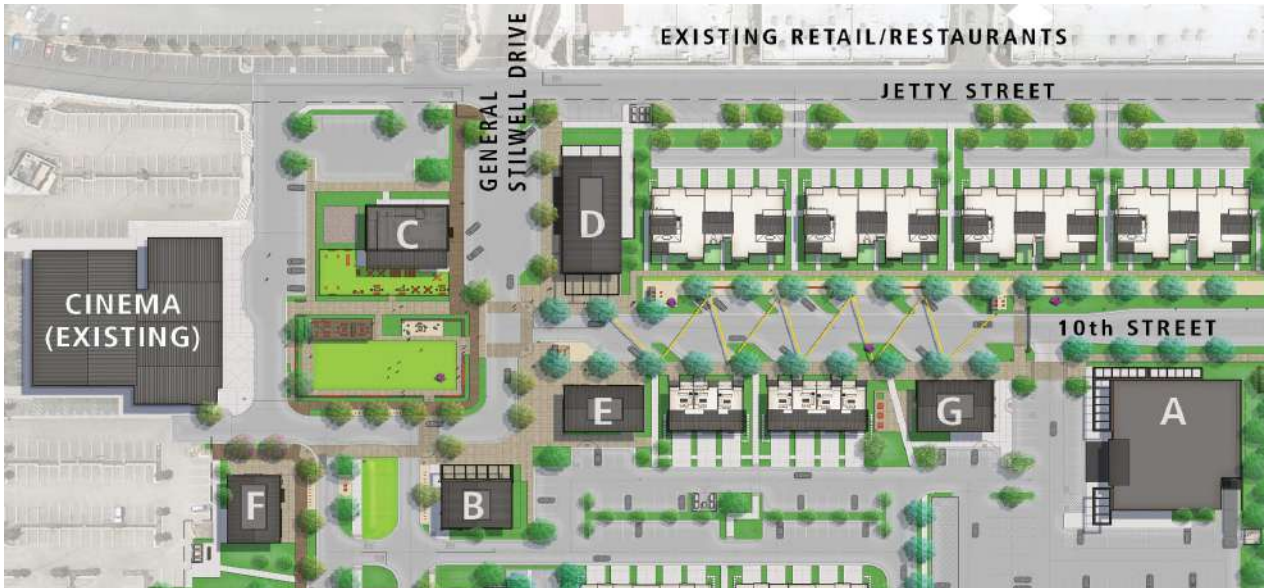 EXISTING RETAIL/RESTAURANTS
JETTY STREET
GENERAL
STILWELL DRIVE
C
D
CINEMA
(EXISTING)
10th STREET
E
G
A
F
B